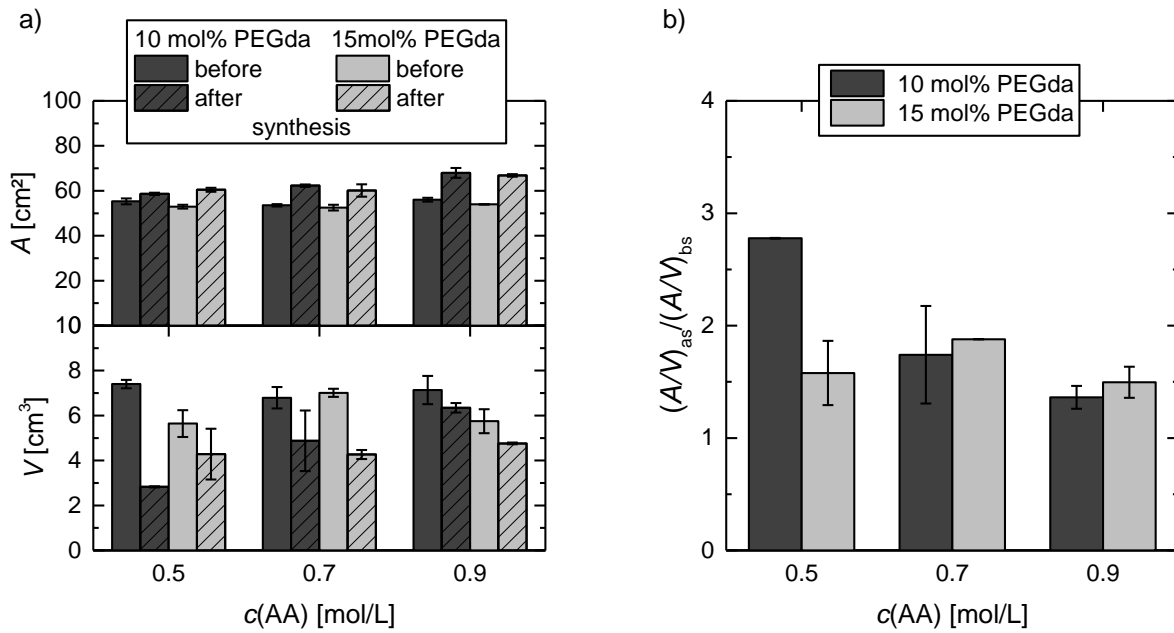 a)
10 mol% PEGda 15mol% PEGda
before before
after after
synthesis
100
80
60
40
20
10
A [cm²]
8
6
4
2
0
V [cm³]
0.5 0.7 0.9
c(AA) [mol/L]
b)
10 mol% PEGda
15 mol% PEGda
4
3
2
1
0
(A/V)as/(A/V)bs
0.5 0.7 0.9
c(AA) [mol/L]